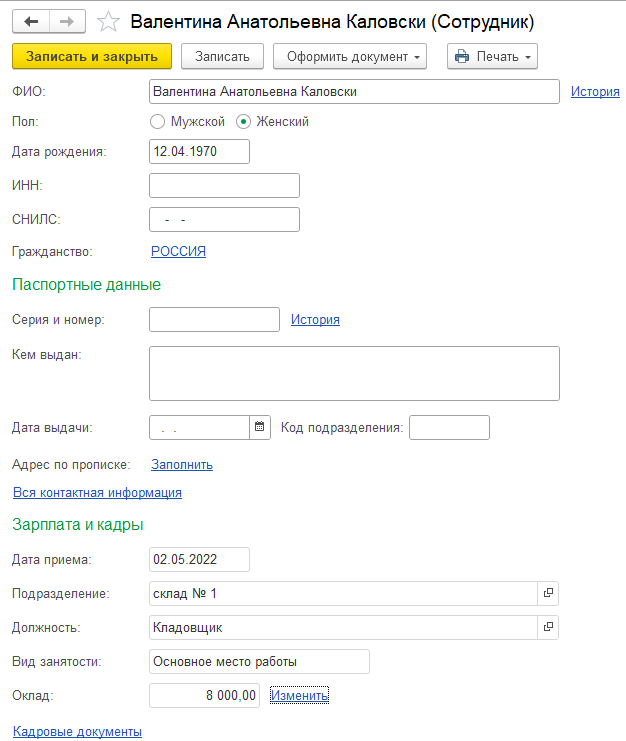 Валентина Анатольевна Каловски (Сотрудник)
Записать и закрыть Записать Оформить документ Печать
ФИО: Валентина Анатольевна Каловски История
Пол: Мужской Женский
Дата рождения: 12.04.1970
ИНН:
СНИЛС: - -
Гражданство: РОССИЯ
Паспортные данные
Серия и номер: История
Кем выдан:
Дата выдачи: . . Код подразделения:
Адрес по прописке: Заполнить
Вся контактная информация
Зарплата и кадры
Дата приема: 02.05.2022
Подразделение: склад № 1
Должность: Кладовщик
Вид занятости: Основное место работы
Оклад: 8 000,00 Изменить
Кадровые документы